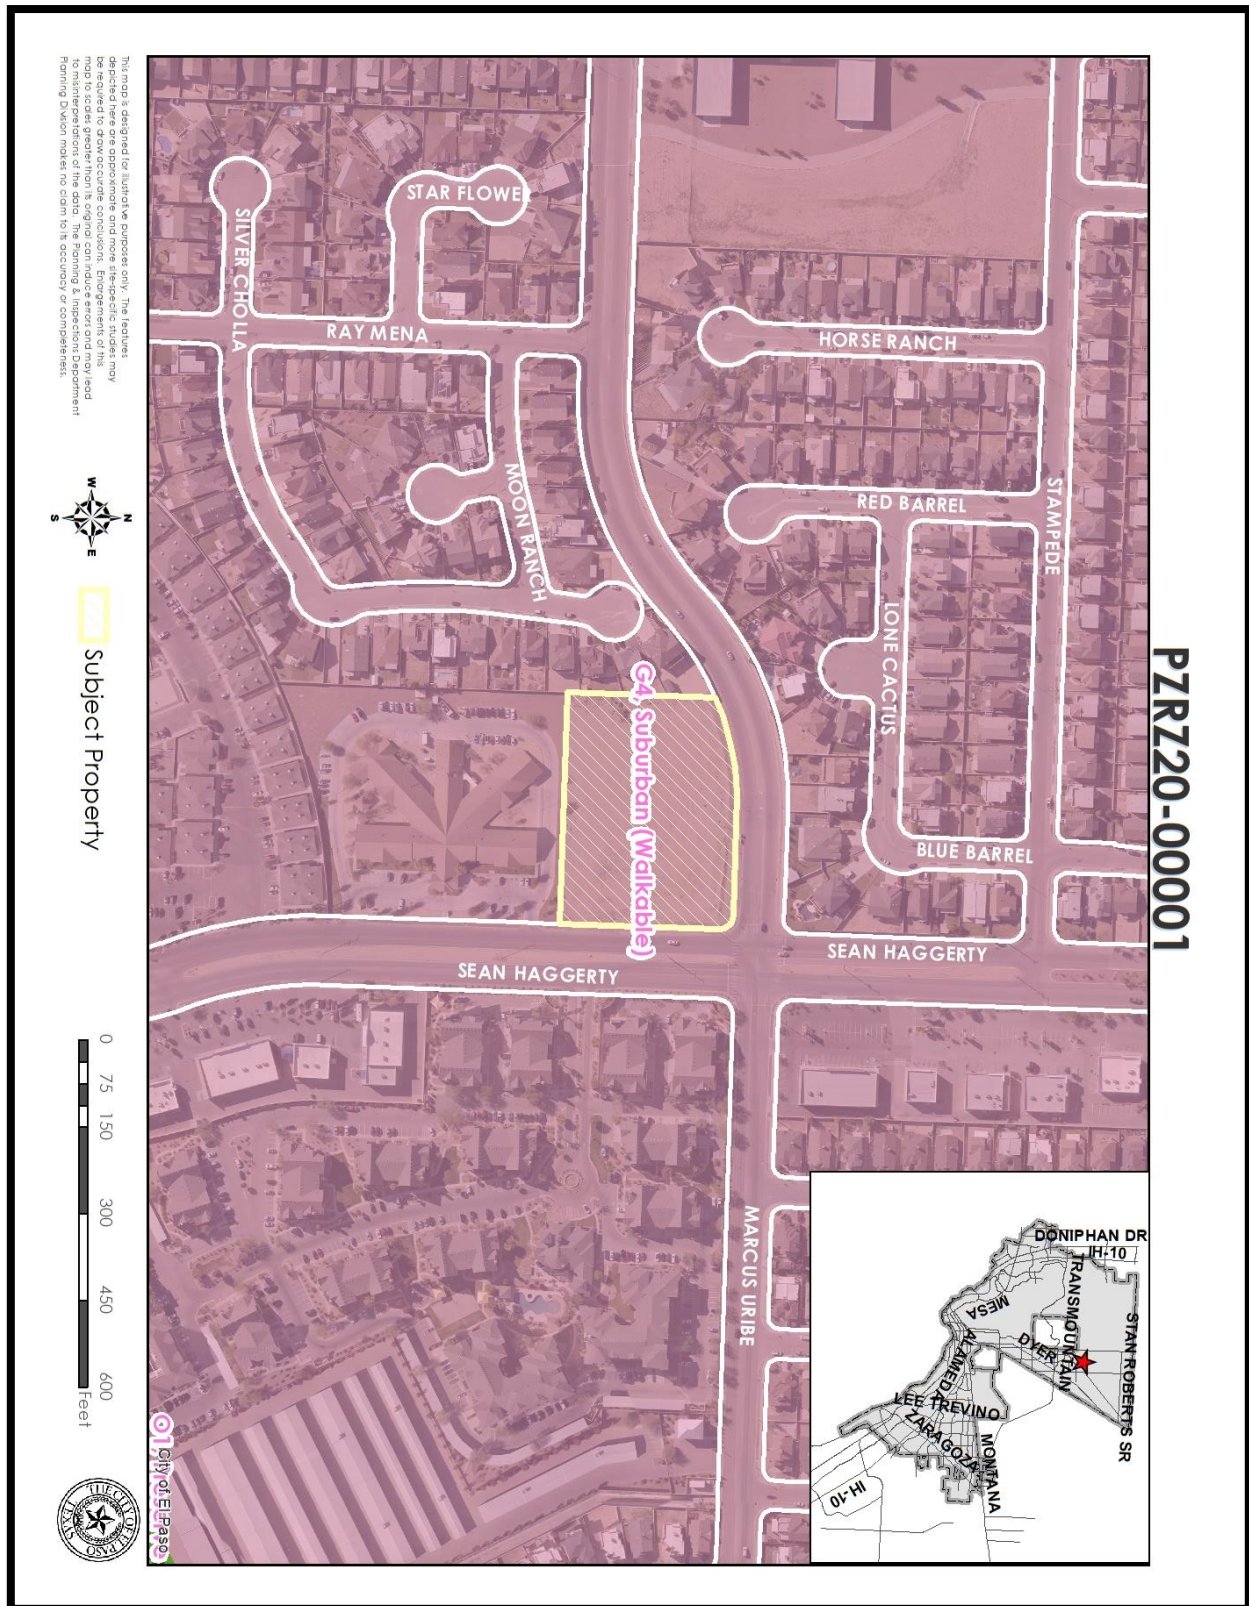 PZRZ20-00001
STAMPEDE
HORSE RANCH
RED BARREL
LONE CACTUS
BLUE BARREL
SEAN HAGGERTY
STAR FLOWER
SILVER CHOLLA
RAY MENA
MOON RANCH
G4, Suburban (Walkable)
SEAN HAGGERTY
MARCUS URIBE
DONIPHAN DR
IH-10
TRANSMOUNTAIN
STAN ROBERTS SR
MESA
DYER
ALAMEDA
LEE TREVINO
ZARAGOZA
MONTANA
IH-10
City of El Paso
This map is designed for illustrative purposes only. The features
depicted here are approximate and more site-specific studies may
be required to draw accurate conclusions. Enlargements of this
map to scales greater than its original can induce errors and may lead
to misinterpretations of the data. The Planning & Inspections Department
Planning Division makes no claim to its accuracy or completeness.
N
W
E
S
Subject Property
0 75 150 300 450 600
Feet
THE CITY OF EL PASO
TEXAS